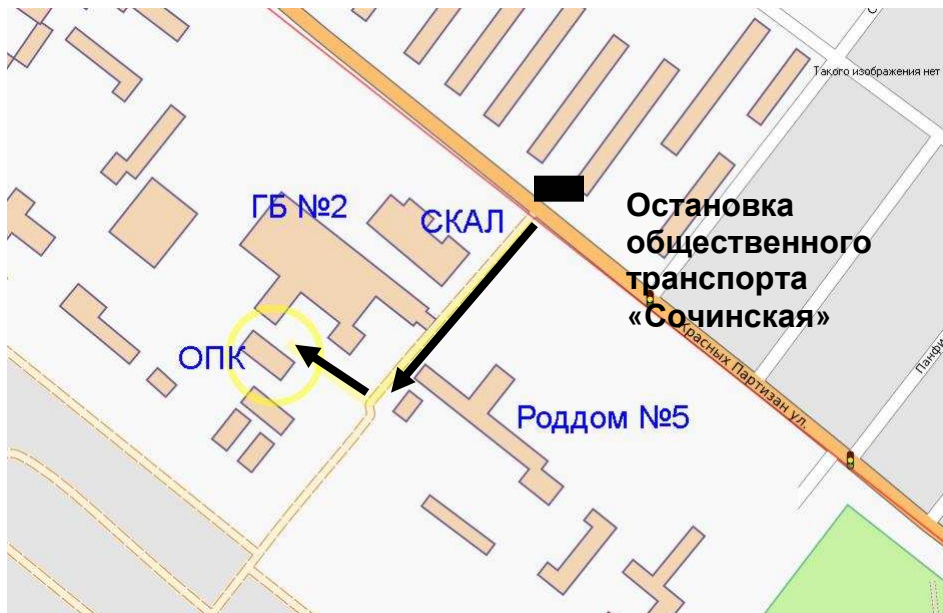 Такого изображения нет
ГБ №2
СКАЛ
Остановка
общественного
транспорта
«Сочинская»
Красных Партизан ул.
ОПК
Роддом №5